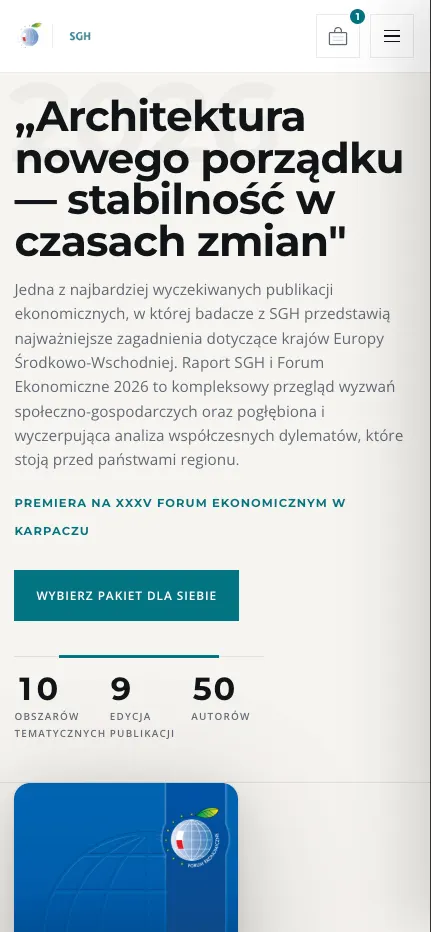 SGH
1
2026
„Architektura
nowego porządku
— stabilność w
czasach zmian"
Jedna z najbardziej wyczekiwanych publikacji
ekonomicznych, w której badacze z SGH przedstawią
najważniejsze zagadnienia dotyczące krajów Europy
Środkowo-Wschodniej. Raport SGH i Forum
Ekonomiczne 2026 to kompleksowy przegląd wyzwań
społeczno-gospodarczych oraz pogłębiona i
wyczerpująca analiza współczesnych dylematów, które
stoją przed państwami regionu.
PREMIERA NA XXXV FORUM EKONOMICZNYM W
KARPACZU
WYBIERZ PAKIET DLA SIEBIE
10 9 50
OBSZARÓW EDYCJA AUTORÓW
TEMATYCZNYCH PUBLIKACJI
FORUM EKONOMICZNE